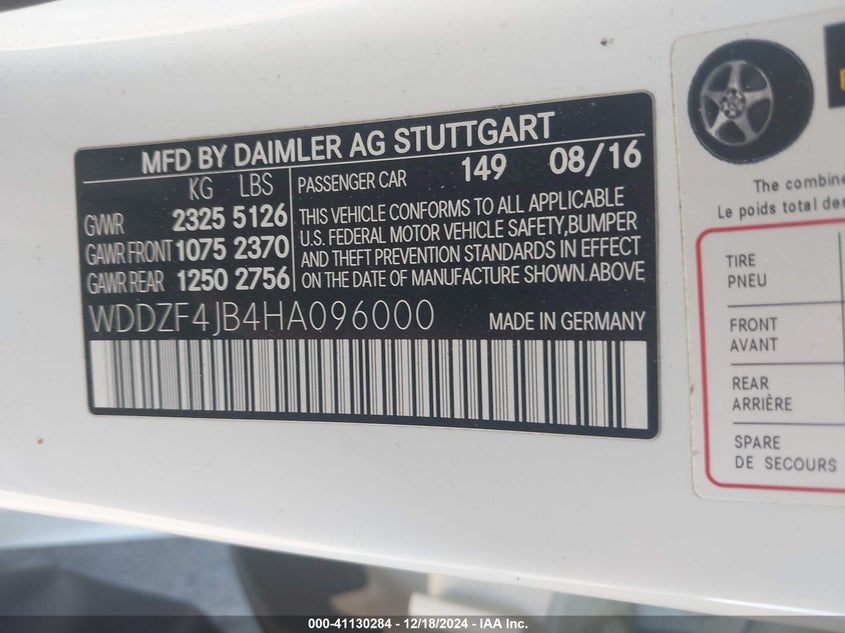 MFD BY DAIMLER AG STUTTGART
KG LBS
GVWR 2325 5126
GAWR FRONT 1075 2370
GAWR REAR 1250 2756
PASSENGER CAR 149 08/16
THIS VEHICLE CONFORMS TO ALL APPLICABLE
U.S. FEDERAL MOTOR VEHICLE SAFETY,BUMPER
AND THEFT PREVENTION STANDARDS IN EFFECT
ON THE DATE OF MANUFACTURE SHOWN ABOVE
WDDZF4JB4HA096000 MADE IN GERMANY
The combine
Le poids total de
TIRE
PNEU
FRONT
AVANT
REAR
ARRIÈRE
SPARE
DE SECOURS
000-41130284 - 12/18/2024 - IAA Inc.